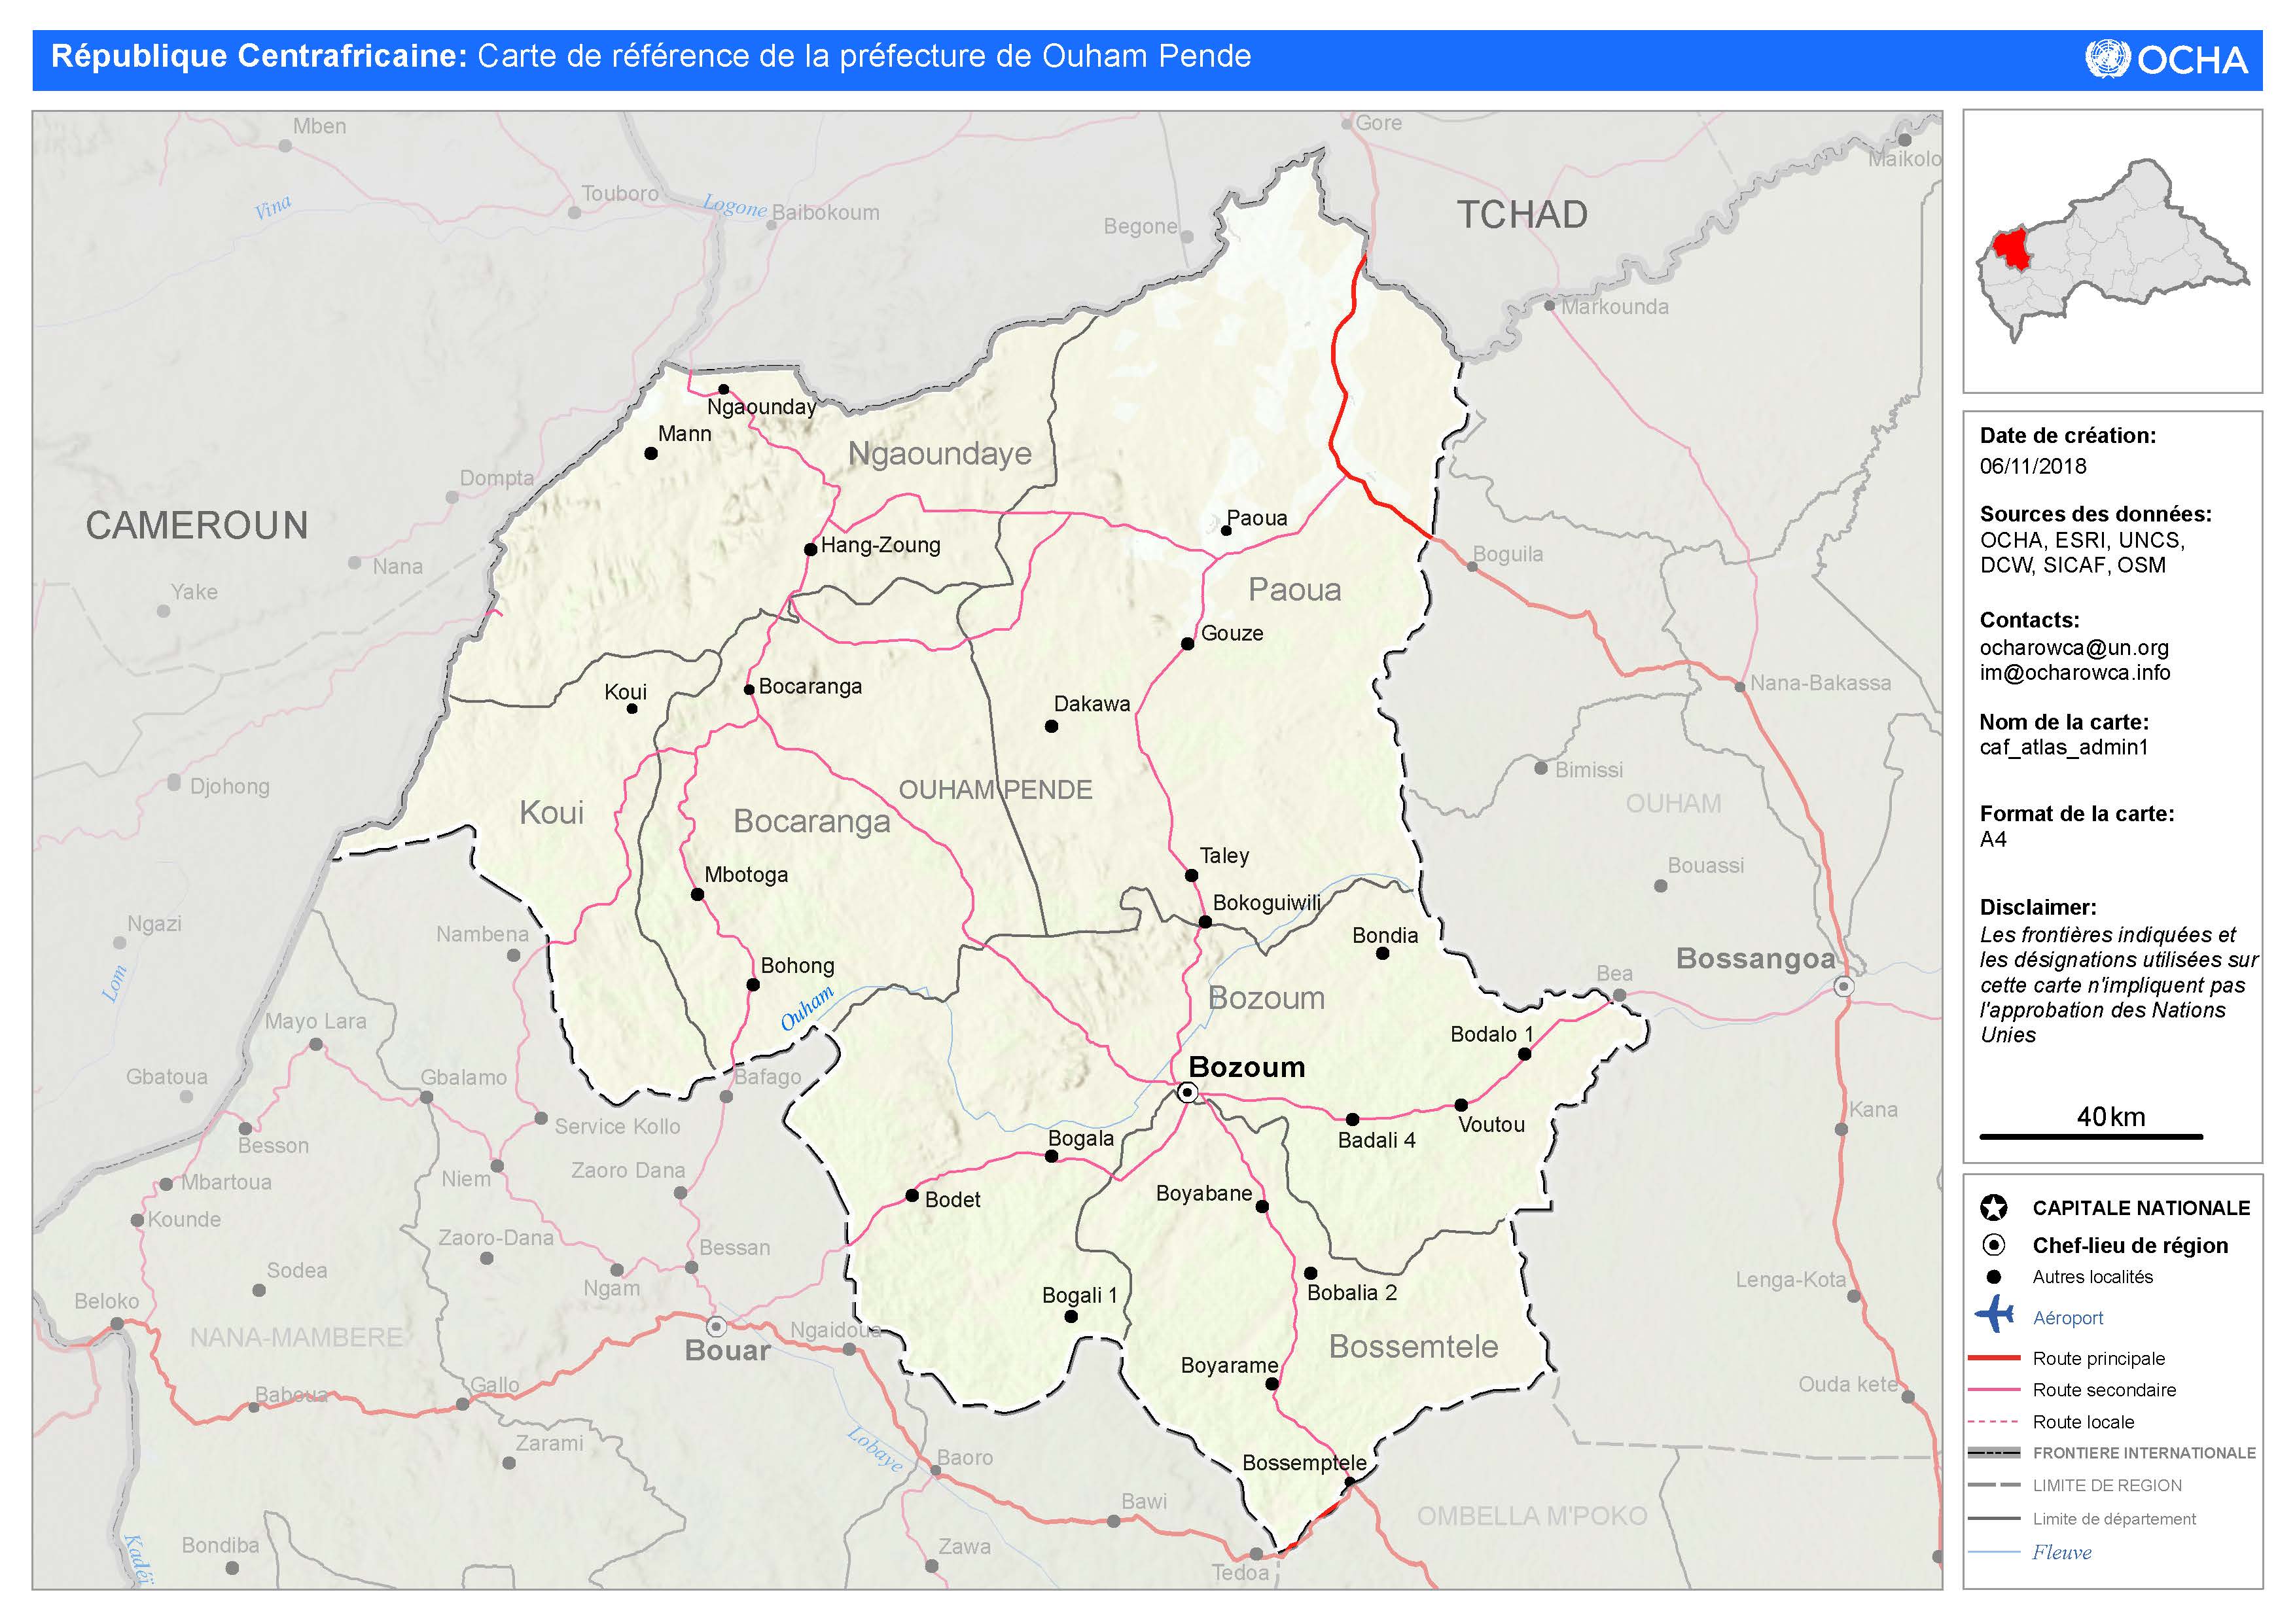 République Centrafricaine: Carte de référence de la préfecture de Ouham Pende
OCHA
Mben
Gore
Maikolo
Touboro
Vina
Logone
Baibokoum
Begone
TCHAD
Markounda
Ngaounday
Mann
Ngaoundaye
Dompta
CAMEROUN
Paoua
Hang-Zoung
Boguila
Nana
Yake
Paoua
Gouze
Koui
Bocaranga
Nana-Bakassa
Dakawa
Djohong
OUHAM PENDE
Bimissi
OUHAM
Koui
Bocaranga
Taley
Bouassi
Mbotoga
Bokoguiwili
Ngazi
Nambena
Bondia
Bossangoa
Lom
Bohong
Bea
Ouham
Bozoum
Mayo Lara
Bodalo 1
Bozoum
Gbatoua
Gbalamo
Bafago
Kana
Service Kollo
Voutou
Besson
Bogala
Badali 4
Zaoro Dana
Mbartoua
Niem
Bodet
Boyabane
Kounde
Zaoro-Dana
Bessan
Sodea
Ngam
Lenga-Kota
Bobalia 2
Beloko
Bogali 1
NANA-MAMBERE
Ngaidoua
Bouar
Bossemtele
Boyarame
Baboua
Gallo
Ouda kete
Zarami
Lobaye
Baoro
Bossemptele
Bawi
OMBELLA M'POKO
Bondiba
Kadéï
Zawa
Tedoa
Date de création:
06/11/2018
Sources des données:
OCHA, ESRI, UNCS,
DCW, SICAF, OSM
Contacts:
ocharowca@un.org
im@ocharowca.info
Nom de la carte:
caf_atlas_admin1
Format de la carte:
A4
Disclaimer:
Les frontières indiquées et
les désignations utilisées sur
cette carte n'impliquent pas
l'approbation des Nations
Unies
40 km
CAPITALE NATIONALE
Chef-lieu de région
Autres localités
Aéroport
Route principale
Route secondaire
Route locale
FRONTIERE INTERNATIONALE
LIMITE DE REGION
Limite de département
Fleuve